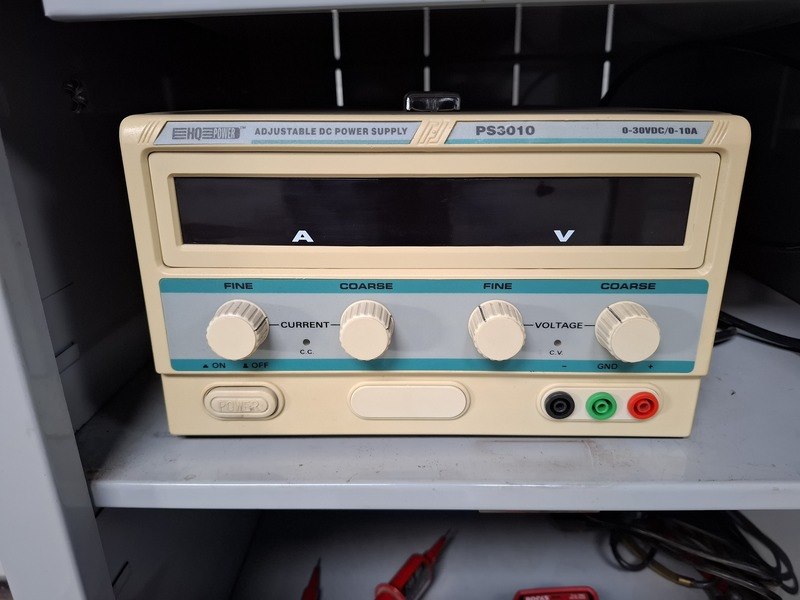 HQ POWER™ ADJUSTABLE DC POWER SUPPLY PS3010 0-30VDC/0-10A
A V
FINE COARSE FINE COARSE
CURRENT VOLTAGE
C.C. C.V.
▲ ON ▲ OFF − GND +
POWER